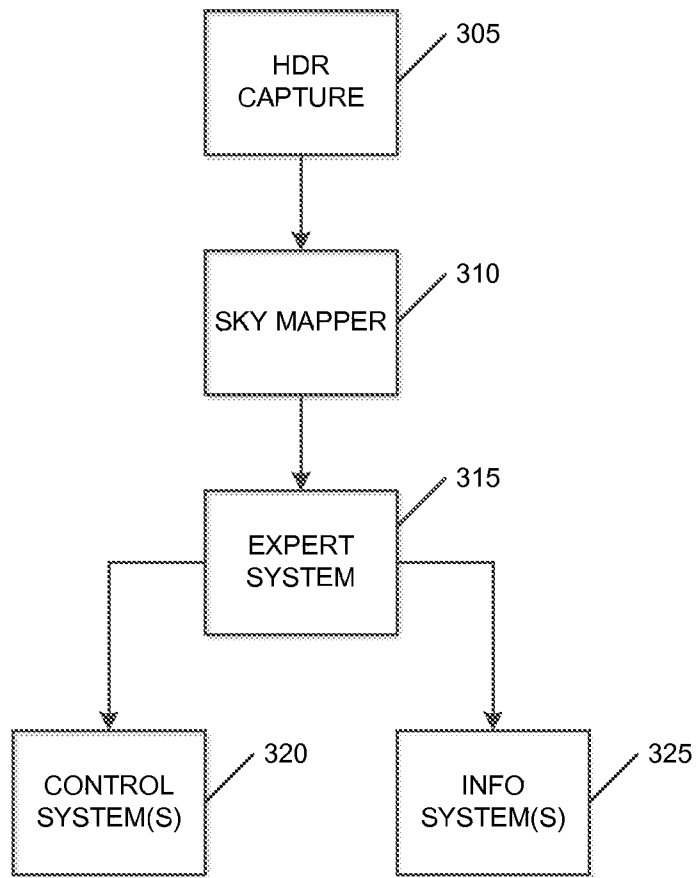 305
HDR
CAPTURE
310
SKY MAPPER
315
EXPERT
SYSTEM
320
CONTROL
SYSTEM(S)
325
INFO
SYSTEM(S)